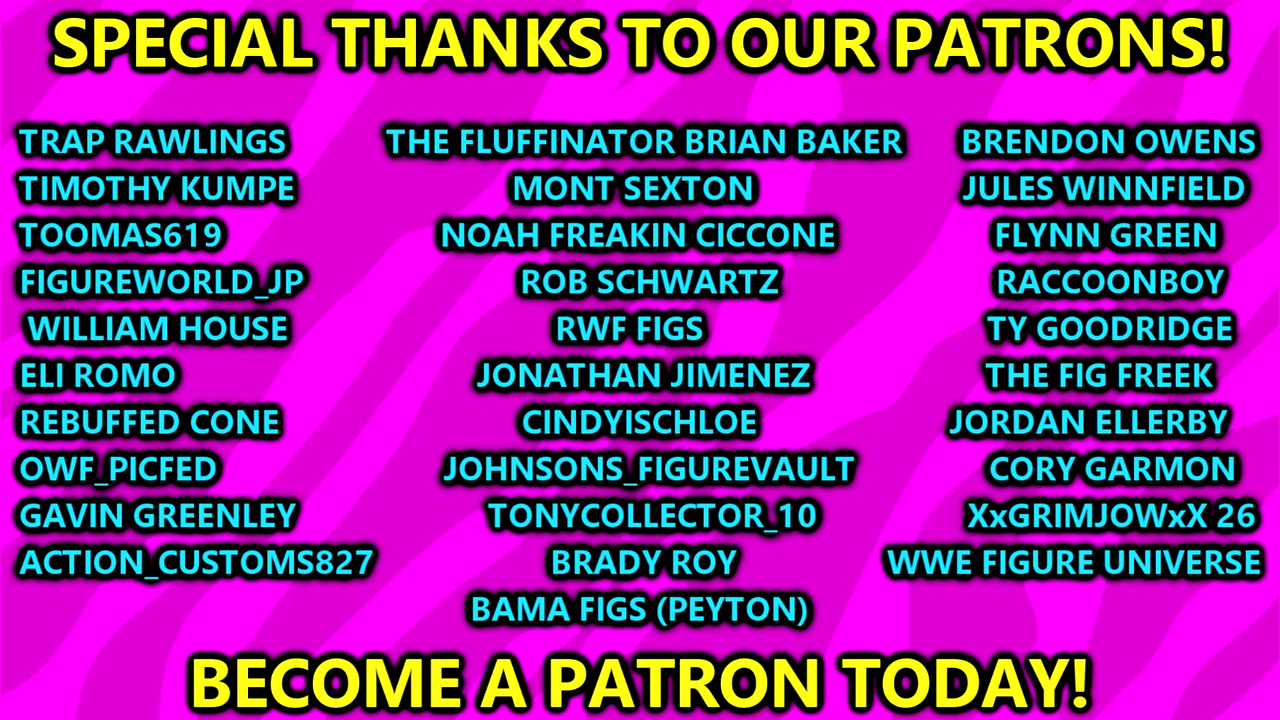 SPECIAL THANKS TO OUR PATRONS!
TRAP RAWLINGS
TIMOTHY KUMPE
TOOMAS619
FIGUREWORLD_JP
WILLIAM HOUSE
ELI ROMO
REBUFFED CONE
OWF_PICFED
GAVIN GREENLEY
ACTION_CUSTOMS827
THE FLUFFINATOR BRIAN BAKER
MONT SEXTON
NOAH FREAKIN CICCONE
ROB SCHWARTZ
RWF FIGS
JONATHAN JIMENEZ
CINDYISCHLOE
JOHNSONS_FIGUREVAULT
TONYCOLLECTOR_10
BRADY ROY
BAMA FIGS (PEYTON)
BRENDON OWENS
JULES WINNFIELD
FLYNN GREEN
RACCOONBOY
TY GOODRIDGE
THE FIG FREEK
JORDAN ELLERBY
CORY GARMON
XxGRIMJOWxX 26
WWE FIGURE UNIVERSE
BECOME A PATRON TODAY!